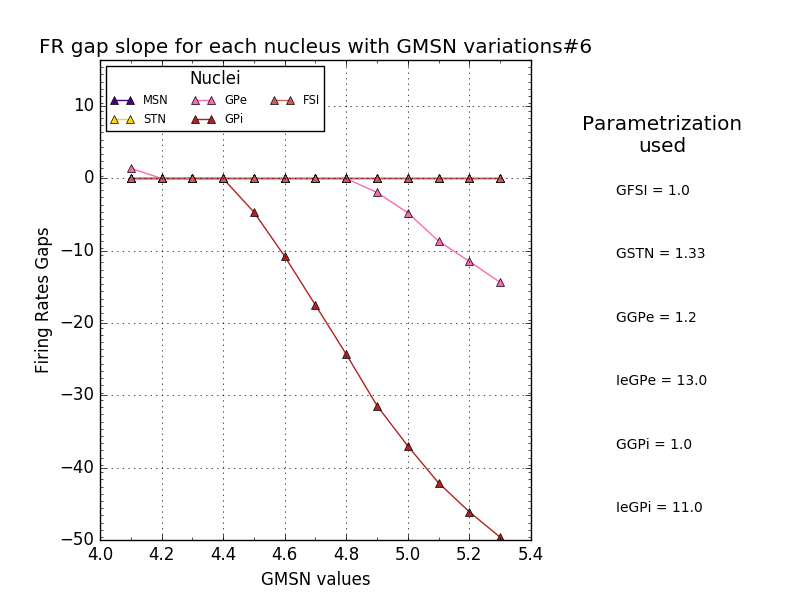 FR gap slope for each nucleus with GMSN variations#6
Nuclei
MSN
GPe
FSI
STN
GPi
10
0
−10
−20
−30
−40
−50
Firing Rates Gaps
4.0
4.2
4.4
4.6
4.8
5.0
5.2
5.4
GMSN values
Parametrization
used
GFSI = 1.0
GSTN = 1.33
GGPe = 1.2
IeGPe = 13.0
GGPi = 1.0
IeGPi = 11.0